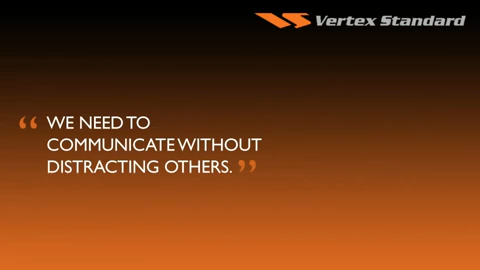 Vertex Standard
“ WE NEED TO
COMMUNICATE WITHOUT
DISTRACTING OTHERS. ”